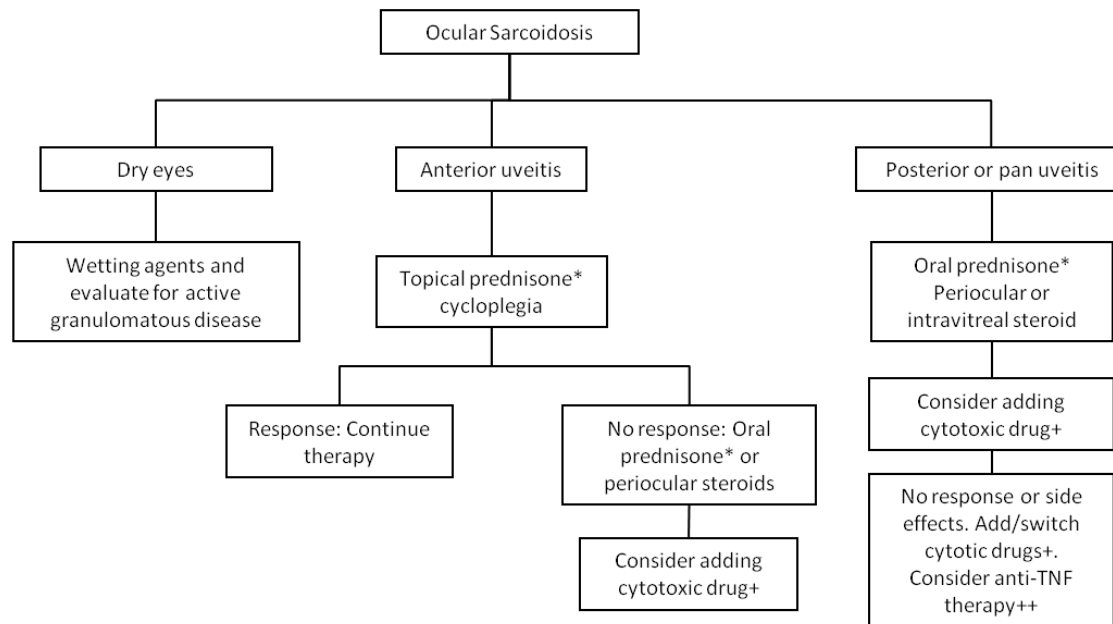 Ocular Sarcoidosis
Dry eyes
Anterior uveitis
Posterior or pan uveitis
Wetting agents and
evaluate for active
granulomatous disease
Topical prednisone*
cycloplegia
Oral prednisone*
Periocular or
intravitreal steroid
Response: Continue
therapy
No response: Oral
prednisone* or
periocular steroids
Consider adding
cytotoxic drug+
Consider adding
cytotoxic drug+
No response or side
effects. Add/switch
cytotic drugs+.
Consider anti-TNF
therapy++